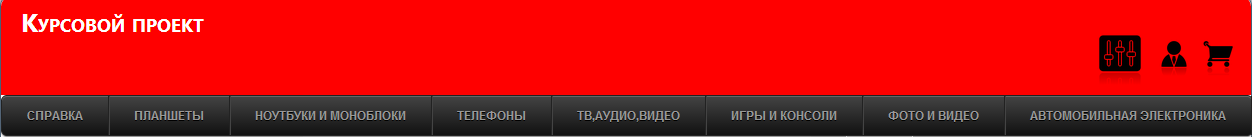 Курсовой проект
СПРАВКА ПЛАНШЕТЫ НОУТБУКИ И МОНОБЛОКИ ТЕЛЕФОНЫ ТВ,АУДИО,ВИДЕО ИГРЫ И КОНСОЛИ ФОТО И ВИДЕО АВТОМОБИЛЬНАЯ ЭЛЕКТРОНИКА